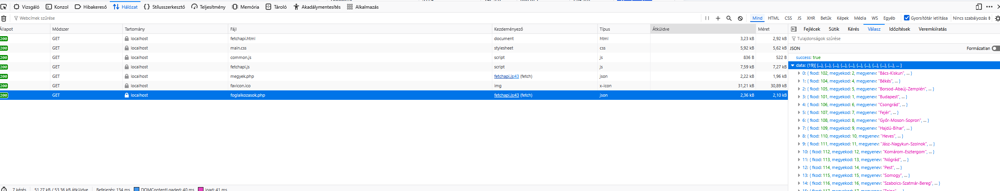 Vizsgáló Konzol Hibakereső Hálózat Stílusszerkesztő Teljesítmény Memória Tároló Akadálymentesítés Alkalmazás
Webcímek szűrése Mind HTML CSS JS XHR Betűk Képek Média WS Egyéb Gyorsítótár letiltása Nincs szabályozás
Állapot Módszer Tartomány Fájl Kezdeményező Típus Átküldve Méret
200 GET localhost fetchapi.html document html 3,23 kB 2,92 kB
200 GET localhost main.css stylesheet css 5,92 kB 5,62 kB
200 GET localhost common.js script js 836 B 522 B
200 GET localhost fetchapi.js script js 7,59 kB 7,27 kB
200 GET localhost megyek.php fetchapi.js:43 (fetch) json 2,22 kB 1,96 kB
200 GET localhost favicon.ico img x-icon 31,21 kB 30,89 kB
200 GET localhost foglalkozasok.php fetchapi.js:43 (fetch) json 2,36 kB 2,10 kB
7 kérés 51,27 kB / 53,36 kB átküldve Befejezés: 134 ms DOMContentLoaded: 40 ms load: 41 ms
Fejlécek Sütik Kérés Válasz Időzítések Veremkiíratás
Tulajdonságok szűrése
JSON Formázatlan
success: true
data: (19)[ {…}, {…}, {…}, {…}, {…}, {…}, {…}, {…}, {…}, {…}, … ]
0: { fkod: 102, megyekod: 2, megyenev: "Bács-Kiskun", … }
1: { fkod: 104, megyekod: 4, megyenev: "Békés", … }
2: { fkod: 105, megyekod: 5, megyenev: "Borsod-Abaúj-Zemplén", … }
3: { fkod: 101, megyekod: 1, megyenev: "Budapest", … }
4: { fkod: 106, megyekod: 6, megyenev: "Csongrád", … }
5: { fkod: 107, megyekod: 7, megyenev: "Fejér", … }
6: { fkod: 108, megyekod: 8, megyenev: "Győr-Moson-Sopron", … }
7: { fkod: 109, megyekod: 9, megyenev: "Hajdú-Bihar", … }
8: { fkod: 110, megyekod: 10, megyenev: "Heves", … }
9: { fkod: 111, megyekod: 11, megyenev: "Jász-Nagykun-Szolnok", … }
10: { fkod: 112, megyekod: 12, megyenev: "Komárom-Esztergom", … }
11: { fkod: 113, megyekod: 13, megyenev: "Nógrád", … }
12: { fkod: 114, megyekod: 14, megyenev: "Pest", … }
13: { fkod: 115, megyekod: 15, megyenev: "Somogy", … }
14: { fkod: 116, megyekod: 16, megyenev: "Szabolcs-Szatmár-Bereg", … }
15: { fkod: 117, megyekod: 17, megyenev: "Tolna", … }